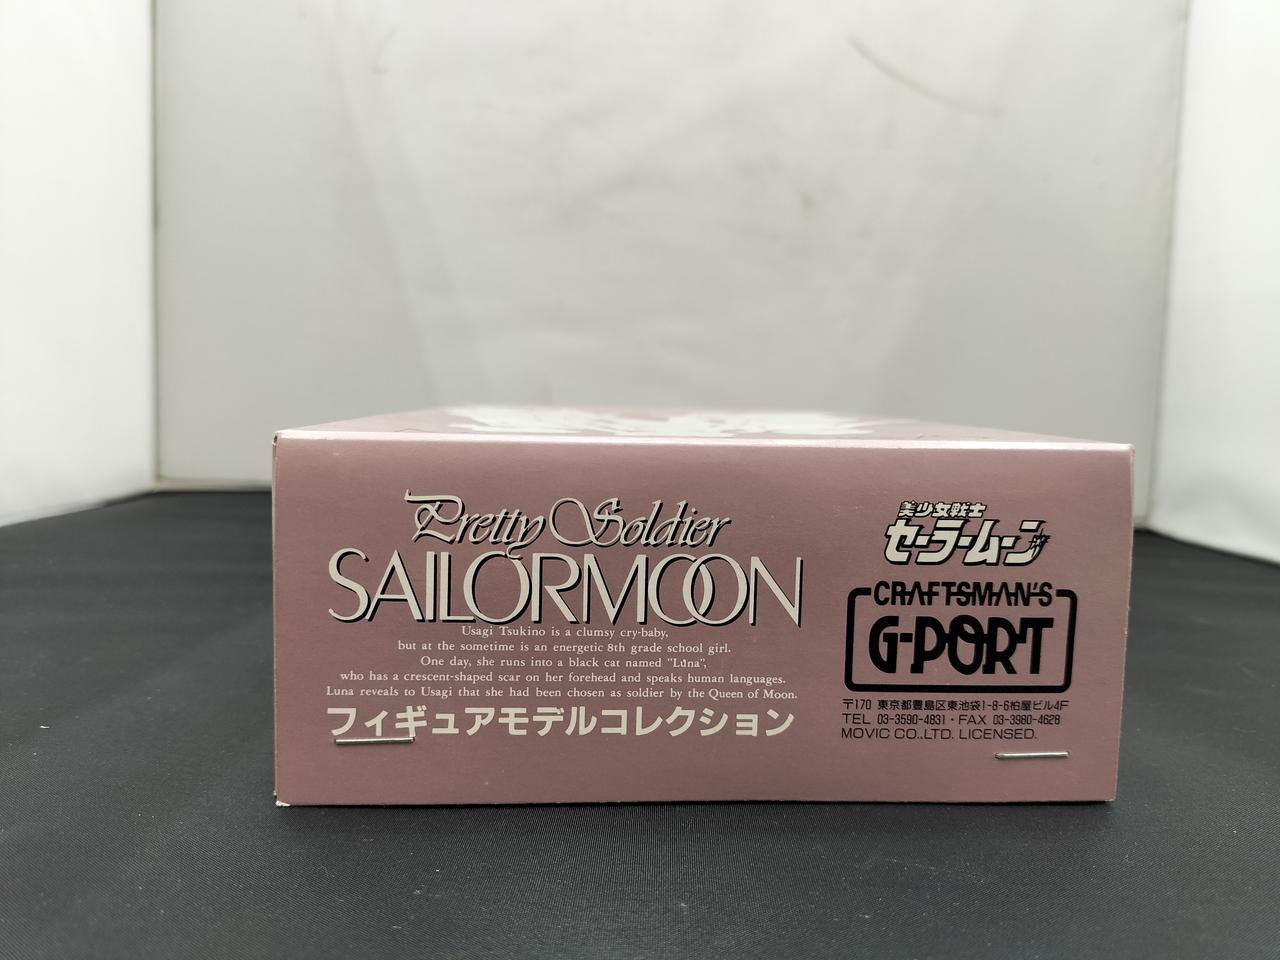 Pretty Soldier
SAILORMOON
Usagi Tsukino is a clumsy cry-baby,
but at the sometime is an energetic 8th grade school girl.
One day, she runs into a black cat named "Luna",
who has a crescent-shaped scar on her forehead and speaks human languages.
Luna reveals to Usagi that she had been chosen as soldier by the Queen of Moon.
フィギュアモデルコレクション
美少女戦士
セーラームーン
CRAFTSMAN'S
G-PORT
〒170 東京都豊島区東池袋1-8-6柏屋ビル4F
TEL 03-3590-4831・FAX 03-3980-4628
MOVIC CO.,LTD. LICENSED.